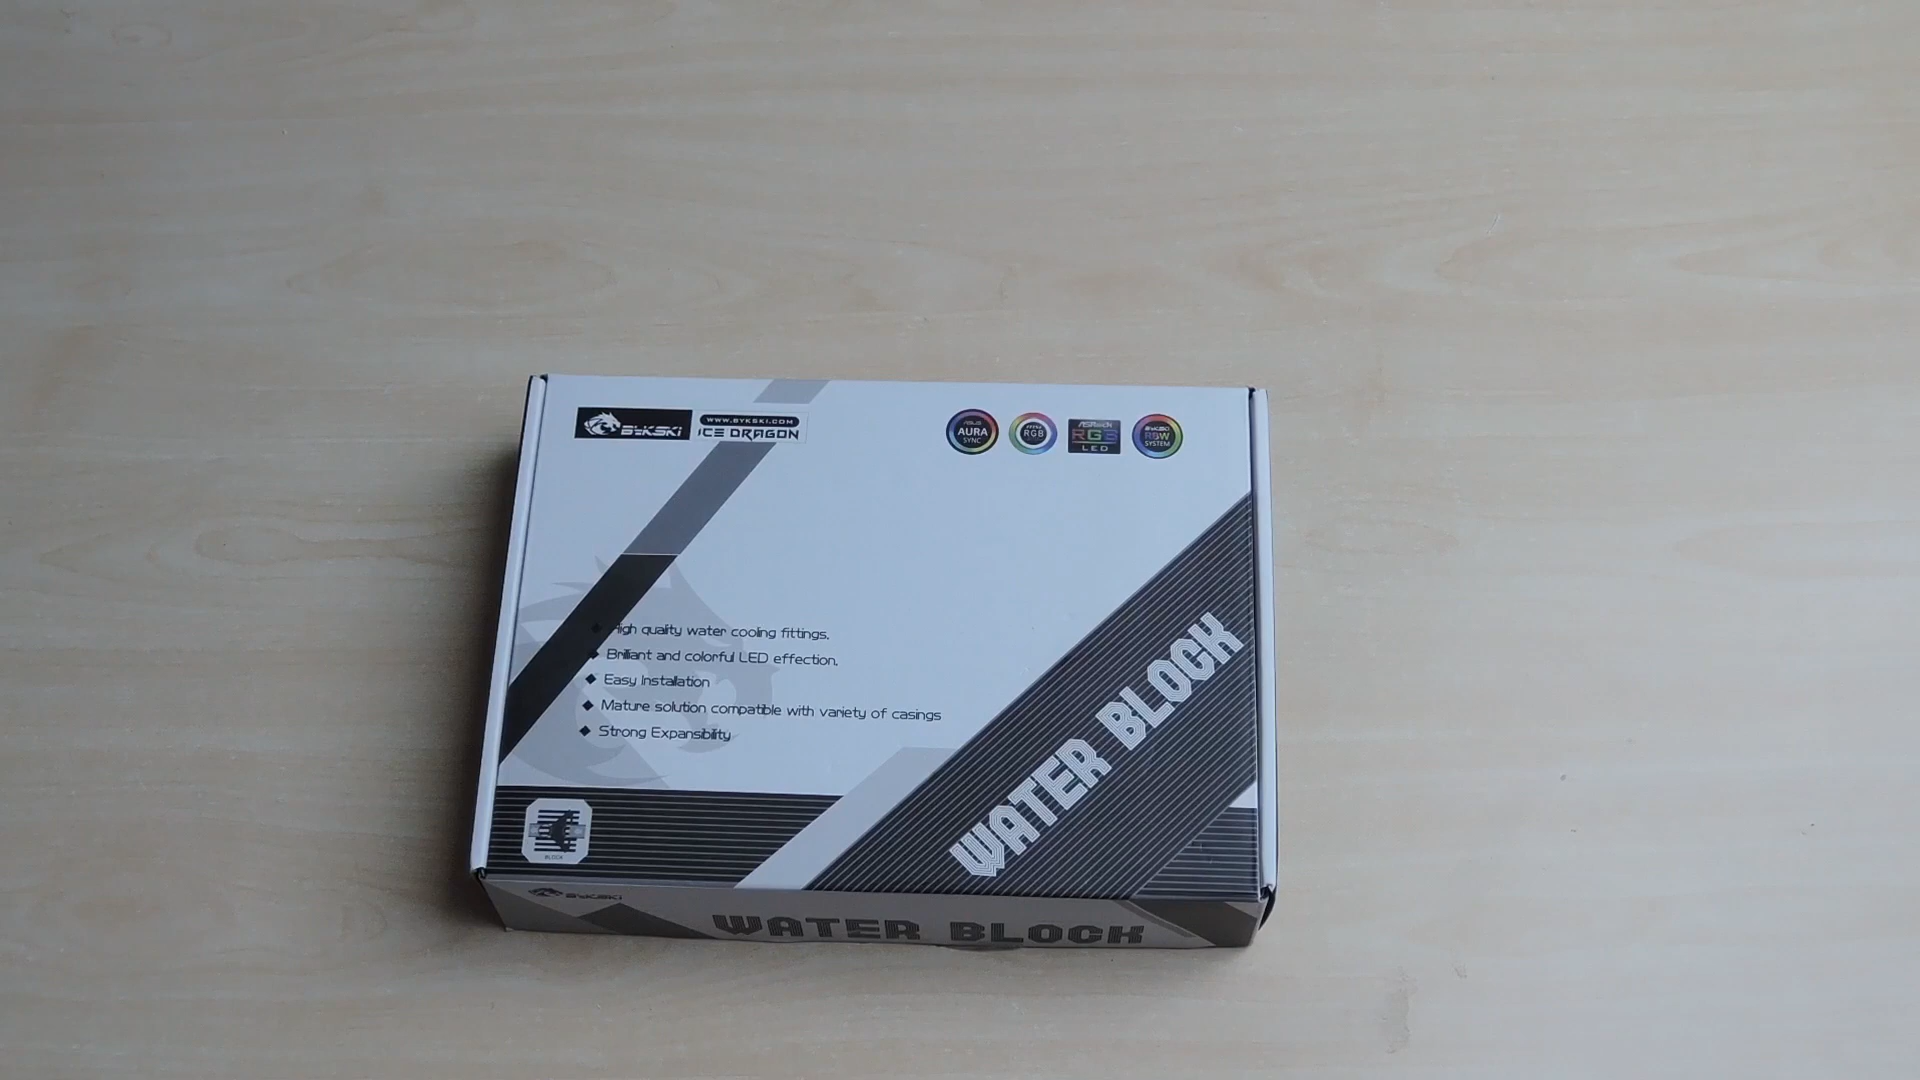 BYKSKI
WWW.BYKSKI.COM
ICE DRAGON
ASUS
AURA
SYNC
RGB
ASRock
RGB
LED
BYKSKI
RBW
SYSTEM
High quality water cooling fittings.
Brilliant and colorful LED effection.
Easy Installation
Mature solution compatible with variety of casings
Strong Expansibility
WATER BLOCK
BLOCK
BYKSKI
WATER BLOCK